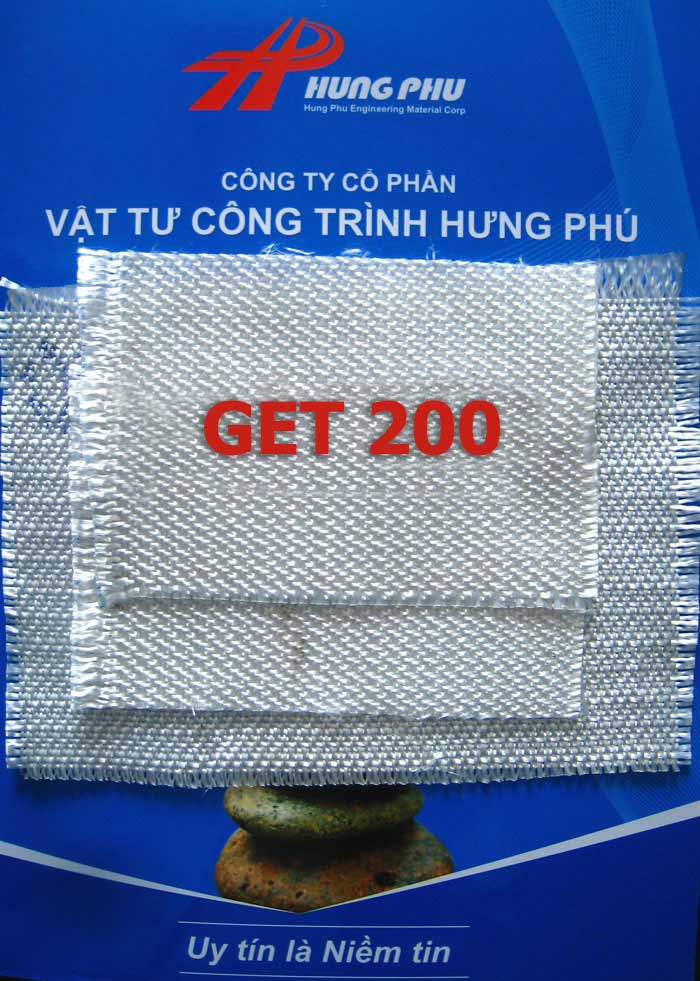 HUNG PHU
Hung Phu Engineering Material Corp
CÔNG TY CỔ PHẦN
VẬT TƯ CÔNG TRÌNH HƯNG PHÚ
GET 200
Uy tín là Niềm tin